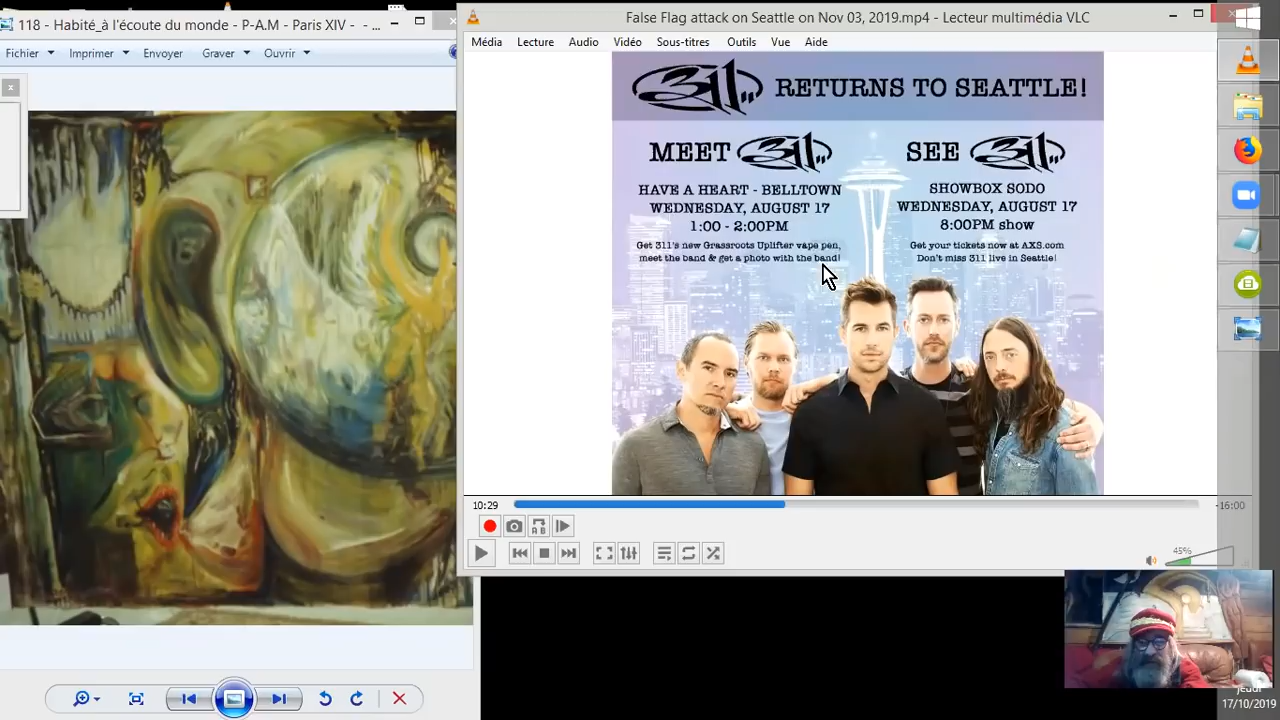 118 - Habité_à l'écoute du monde - P-A-M - Paris XIV - ...
Fichier Imprimer Envoyer Graver Ouvrir
False Flag attack on Seattle on Nov 03, 2019.mp4 - Lecteur multimédia VLC
Média Lecture Audio Vidéo Sous-titres Outils Vue Aide
311 RETURNS TO SEATTLE!
MEET 311
HAVE A HEART - BELLTOWN
WEDNESDAY, AUGUST 17
1:00 - 2:00PM
Get 311's new Grassroots Uplifter vape pen,
meet the band & get a photo with the band!
SEE 311
SHOWBOX SODO
WEDNESDAY, AUGUST 17
8:00PM show
Get your tickets now at AXS.com
Don't miss 311 live in Seattle!
10:29
-16:00
45%
jeudi
17/10/2019